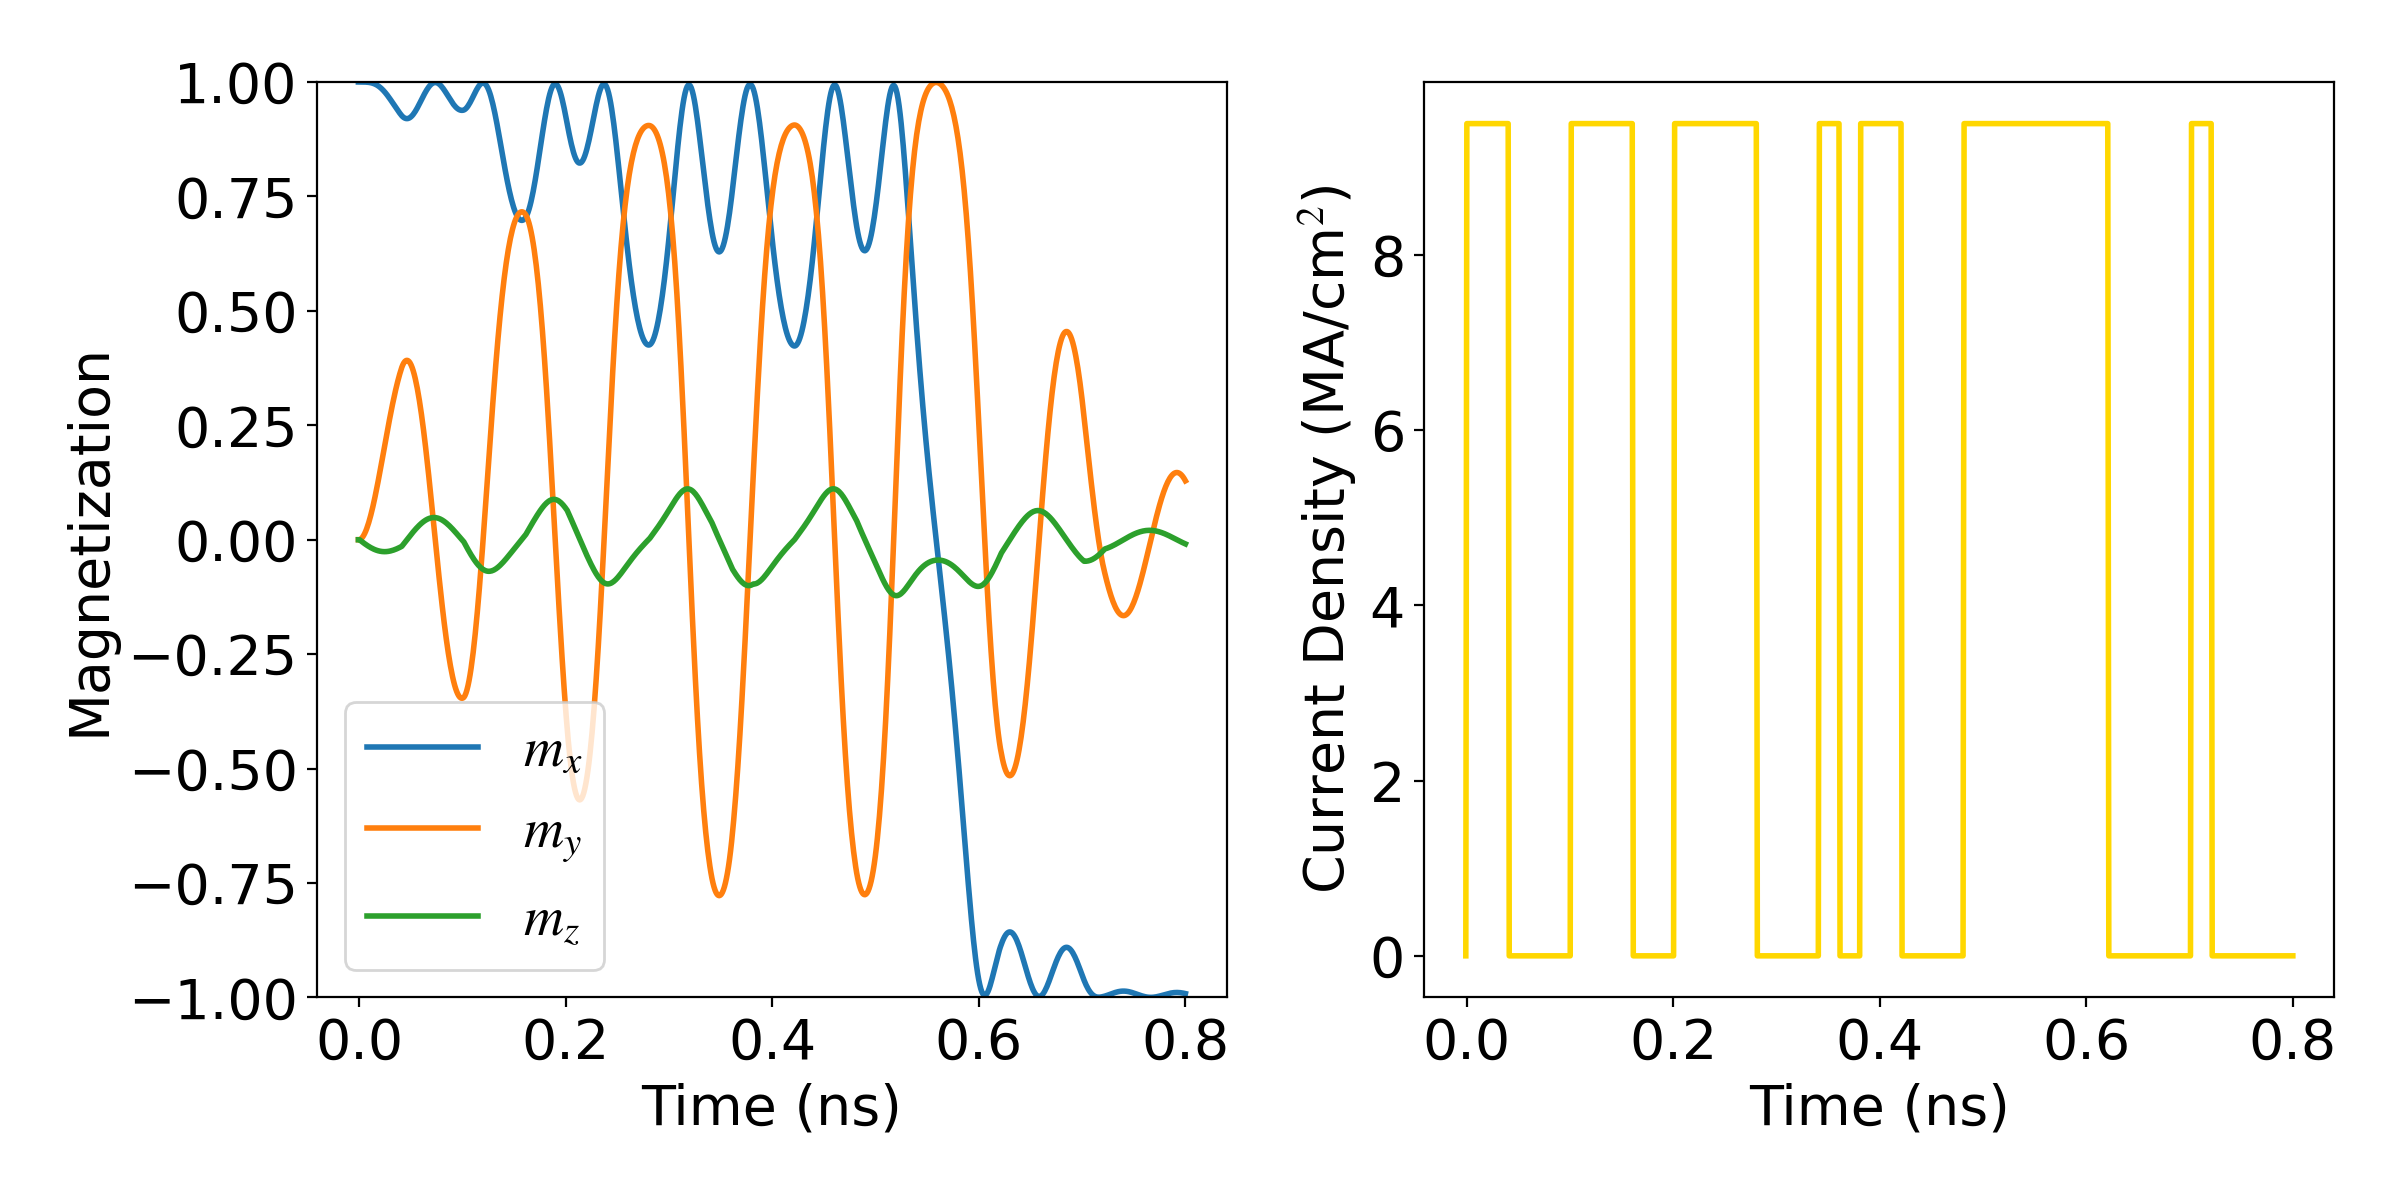 1.00
0.75
0.50
0.25
0.00
−0.25
−0.50
−0.75
−1.00
Magnetization
m_x
m_y
m_z
0.0 0.2 0.4 0.6 0.8
Time (ns)
8
6
4
2
0
Current Density (MA/cm²)
0.0 0.2 0.4 0.6 0.8
Time (ns)